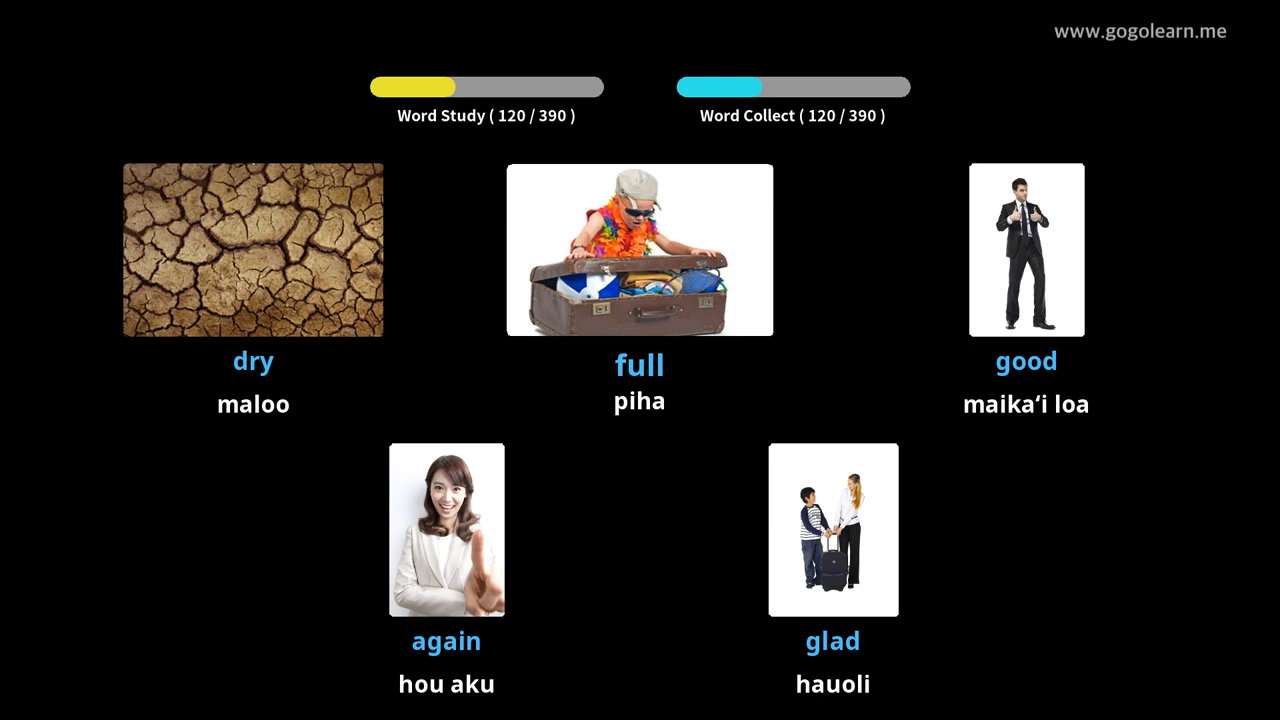 www.gogolearn.me
Word Study ( 120 / 390 )
Word Collect ( 120 / 390 )
dry
maloo
full
piha
good
maikaʻi loa
again
hou aku
glad
hauoli